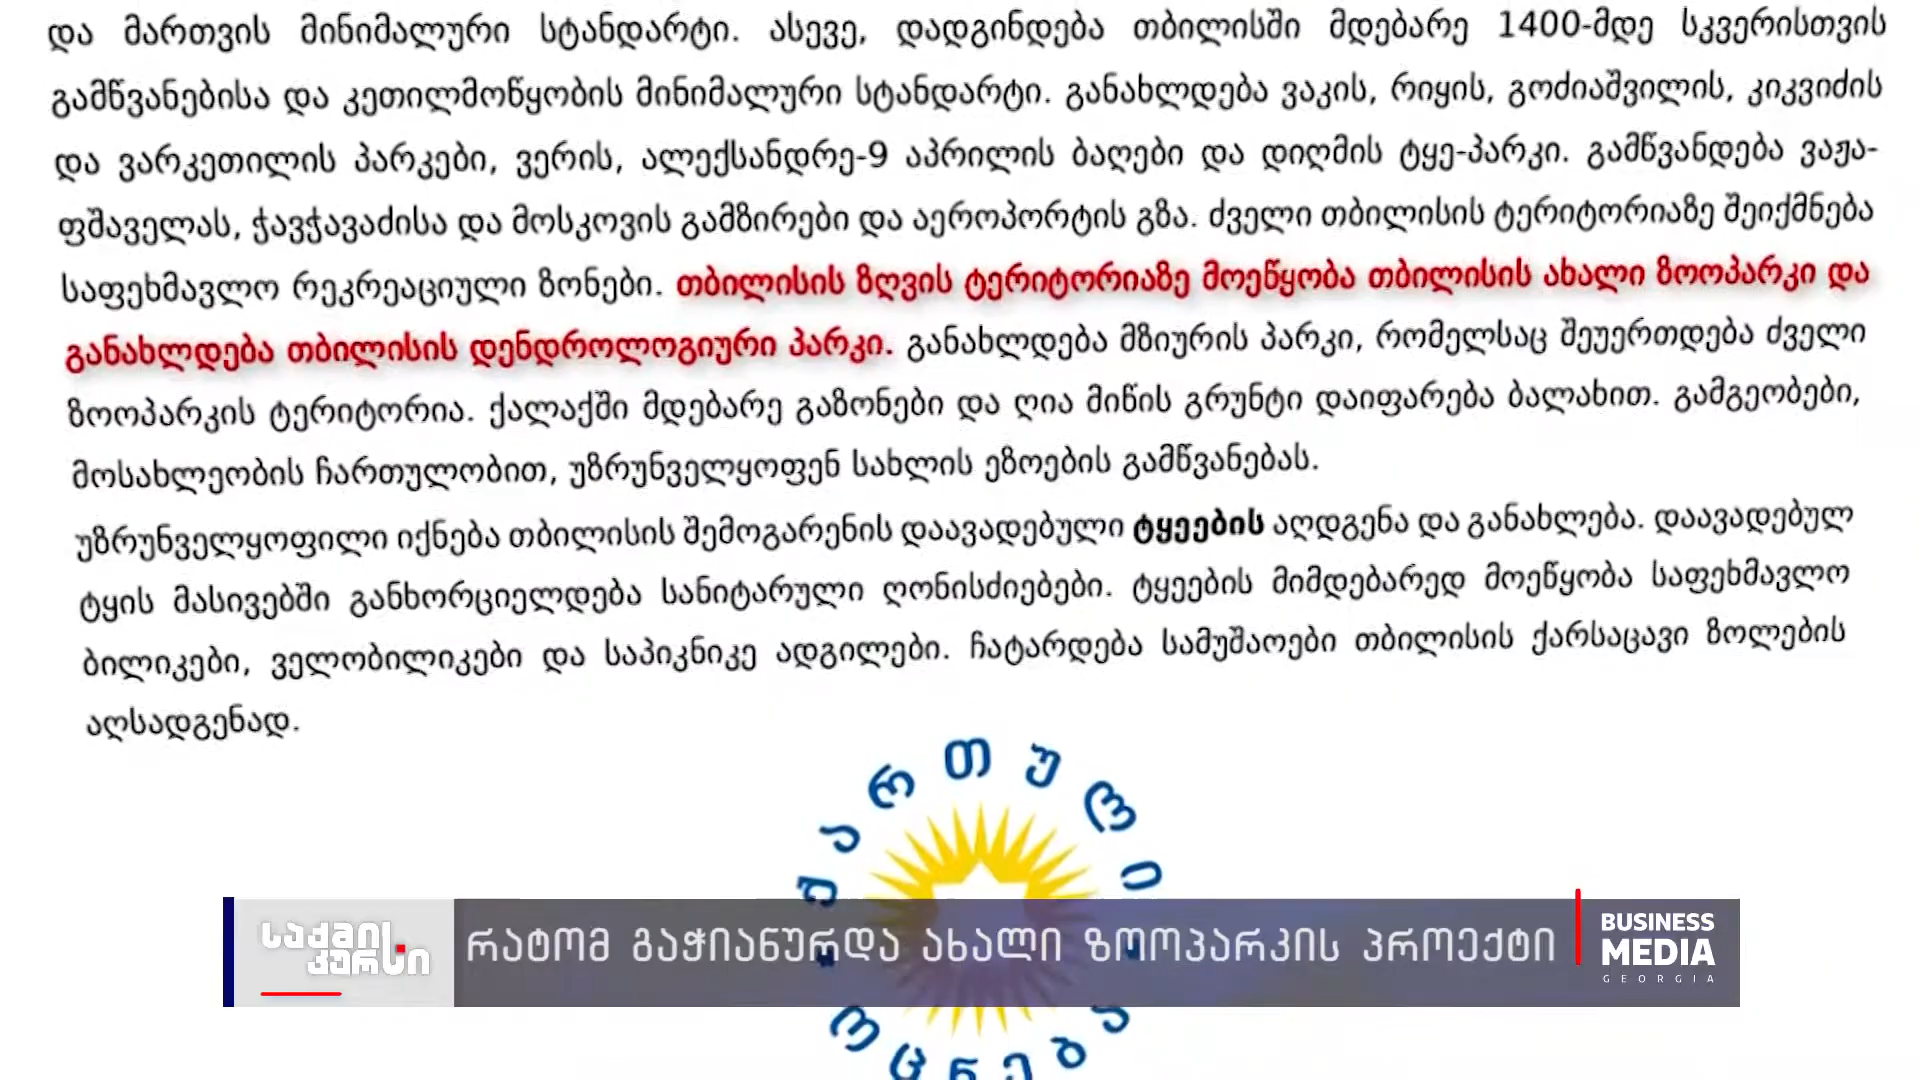 და მართვის მინიმალური სტანდარტი. ასევე, დადგინდება თბილისში მდებარე 1400-მდე სკვერისთვის
გამწვანებისა და კეთილმოწყობის მინიმალური სტანდარტი. განახლდება ვაკის, რიყის, გოძიაშვილის, კიკვიძის
და ვარკეთილის პარკები, ვერის, ალექსანდრე-9 აპრილის ბაღები და დიღმის ტყე-პარკი. გამწვანდება ვაჟა-
ფშაველას, ჭავჭავაძისა და მოსკოვის გამზირები და აეროპორტის გზა. ძველი თბილისის ტერიტორიაზე შეიქმნება
საფეხმავლო რეკრეაციული ზონები. თბილისის ზღვის ტერიტორიაზე მოეწყობა თბილისის ახალი ზოოპარკი და
განახლდება თბილისის დენდროლოგიური პარკი. განახლდება მზიურის პარკი, რომელსაც შეუერთდება ძველი
ზოოპარკის ტერიტორია. ქალაქში მდებარე გაზონები და ღია მიწის გრუნტი დაიფარება ბალახით. გამგეობები,
მოსახლეობის ჩართულობით, უზრუნველყოფენ სახლის ეზოების გამწვანებას.
უზრუნველყოფილი იქნება თბილისის შემოგარენის დაავადებული ტყეების აღდგენა და განახლება. დაავადებულ
ტყის მასივებში განხორციელდება სანიტარული ღონისძიებები. ტყეების მიმდებარედ მოეწყობა საფეხმავლო
ბილიკები, ველობილიკები და საპიკნიკე ადგილები. ჩატარდება სამუშაოები თბილისის ქარსაცავი ზოლების
აღსადგენად.
ქართული
ოცნება
საქმის კურსი
რატომ გაჭიანურდა ახალი ზოოპარკის პროექტი
BUSINESS
MEDIA
GEORGIA